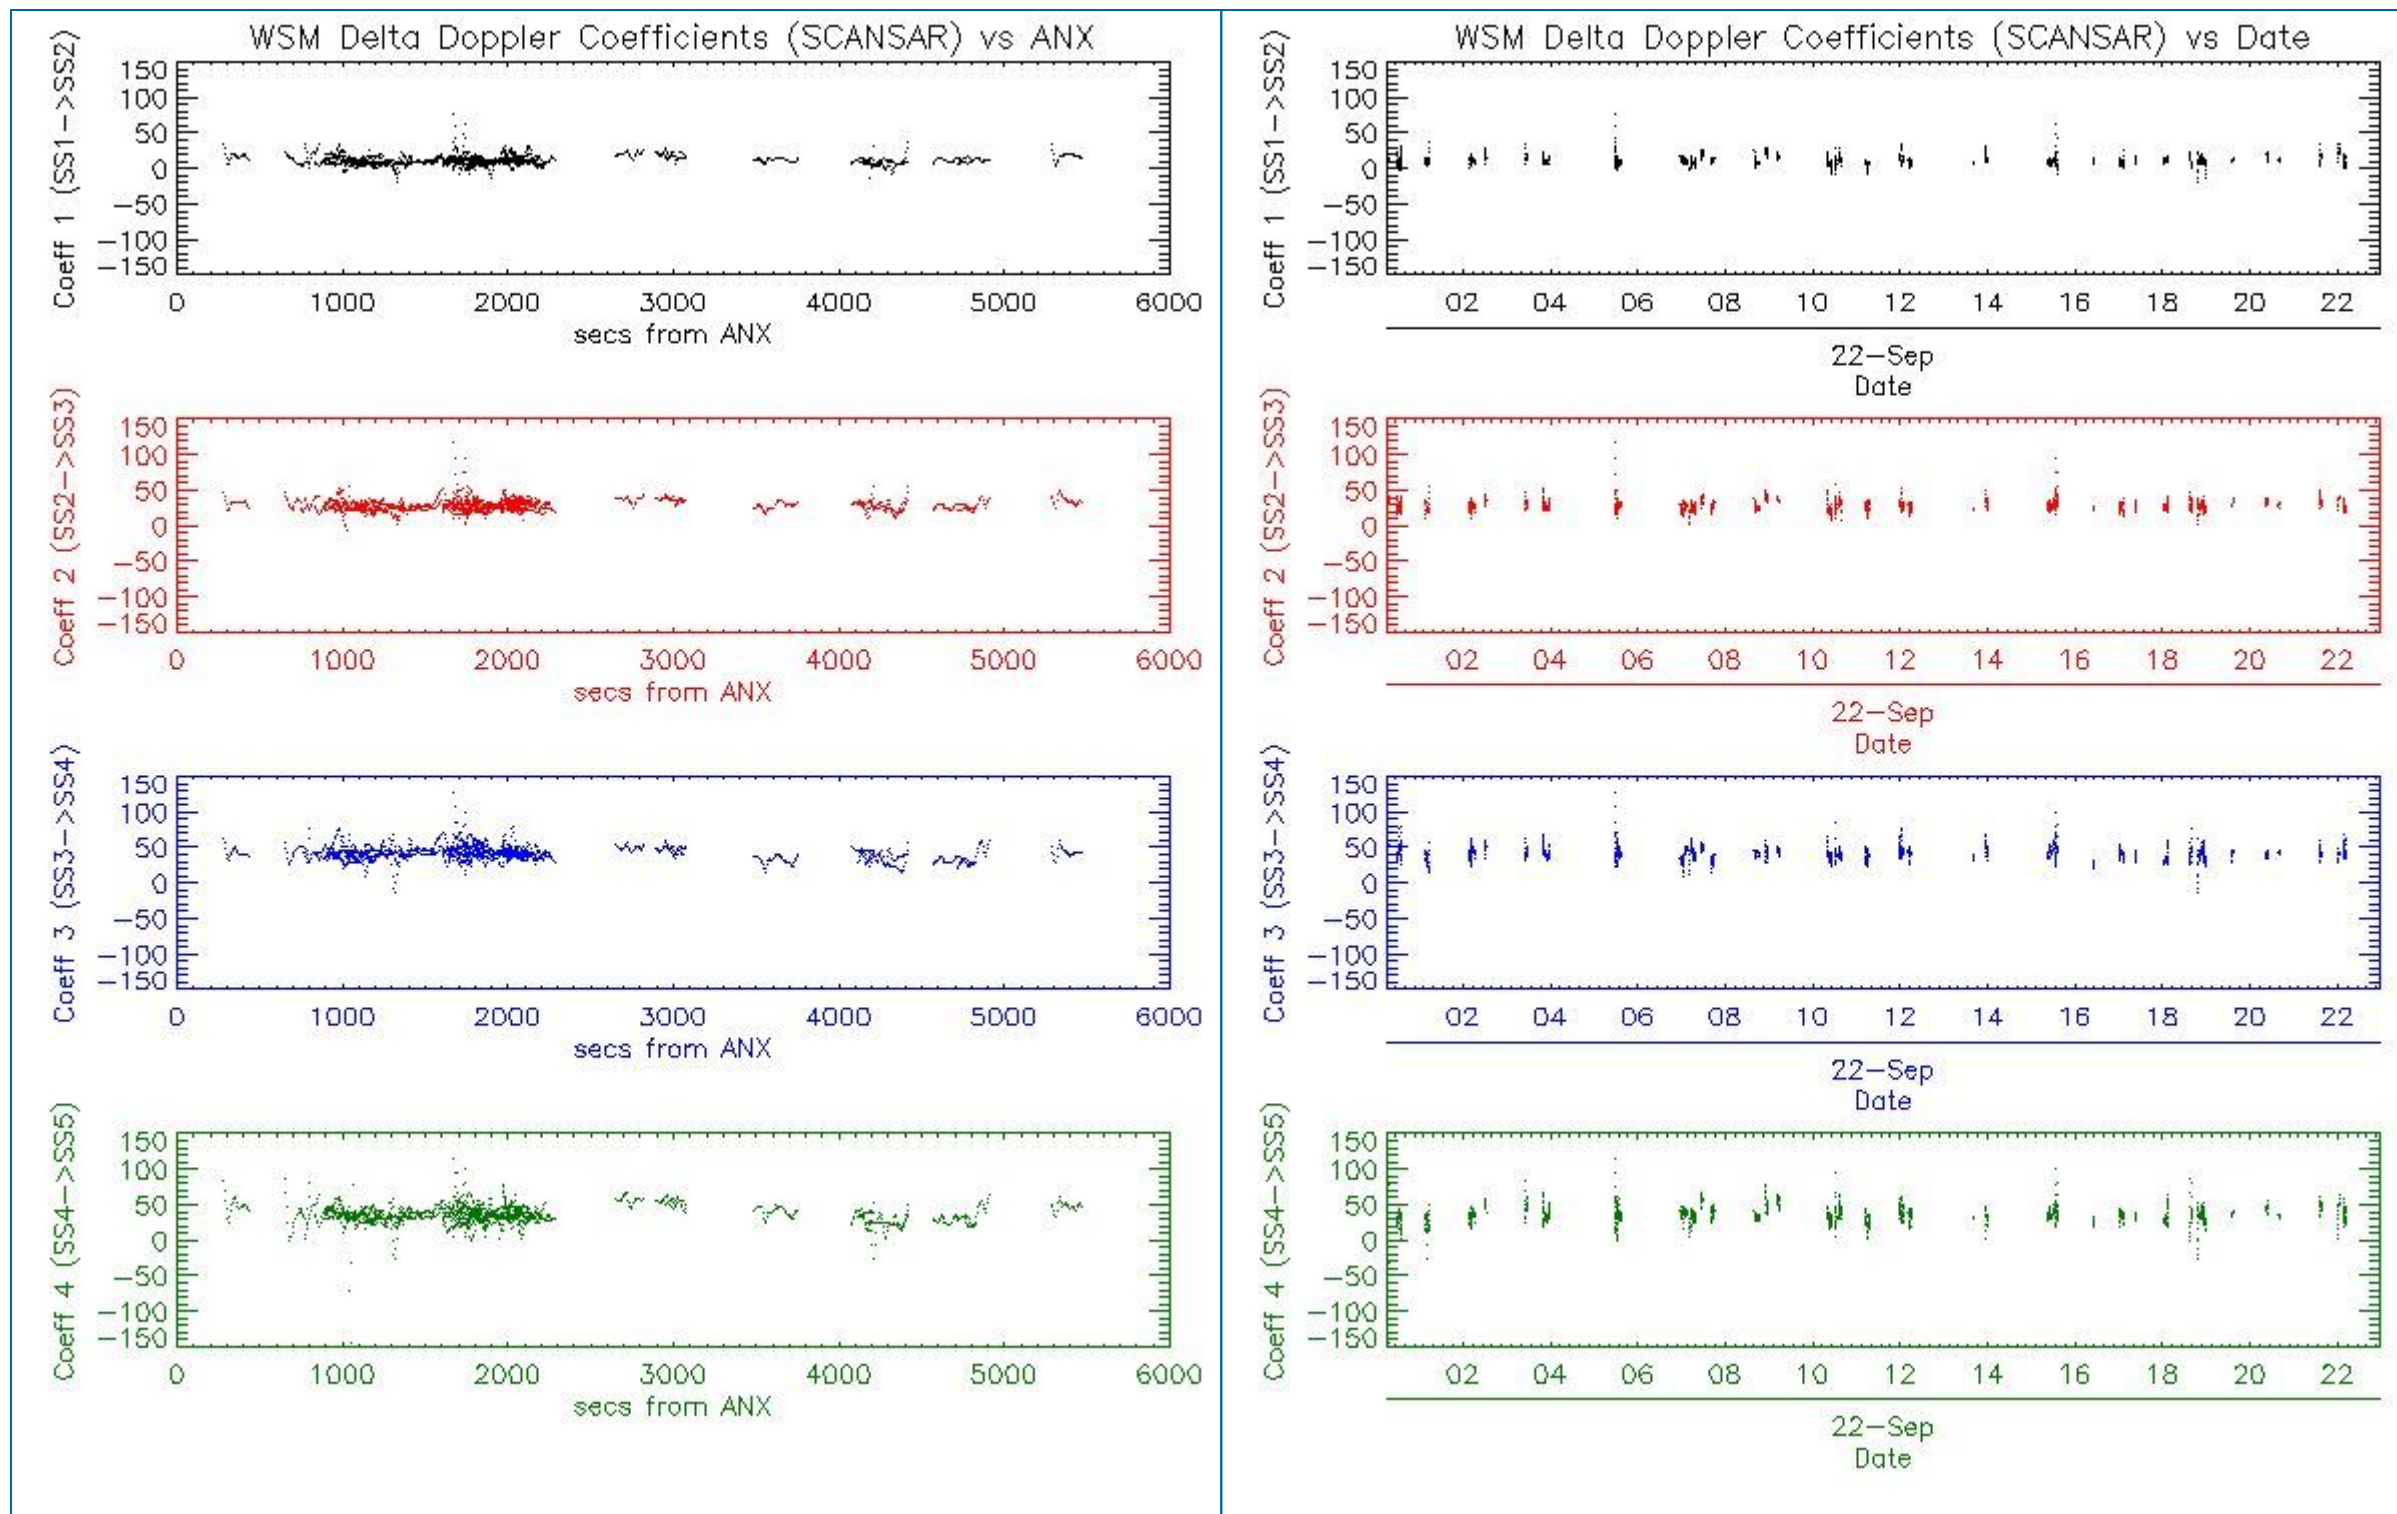 WSM Delta Doppler Coefficients (SCANSAR) vs ANX
Coeff 1 (SS1->SS2)
150
100
50
0
-50
-100
-150
0 1000 2000 3000 4000 5000 6000
secs from ANX
Coeff 2 (SS2->SS3)
150
100
50
0
-50
-100
-150
0 1000 2000 3000 4000 5000 6000
secs from ANX
Coeff 3 (SS3->SS4)
150
100
50
0
-50
-100
-150
0 1000 2000 3000 4000 5000 6000
secs from ANX
Coeff 4 (SS4->SS5)
150
100
50
0
-50
-100
-150
0 1000 2000 3000 4000 5000 6000
secs from ANX
WSM Delta Doppler Coefficients (SCANSAR) vs Date
Coeff 1 (SS1->SS2)
150
100
50
0
-50
-100
-150
02 04 06 08 10 12 14 16 18 20 22
22-Sep
Date
Coeff 2 (SS2->SS3)
150
100
50
0
-50
-100
-150
02 04 06 08 10 12 14 16 18 20 22
22-Sep
Date
Coeff 3 (SS3->SS4)
150
100
50
0
-50
-100
-150
02 04 06 08 10 12 14 16 18 20 22
22-Sep
Date
Coeff 4 (SS4->SS5)
150
100
50
0
-50
-100
-150
02 04 06 08 10 12 14 16 18 20 22
22-Sep
Date